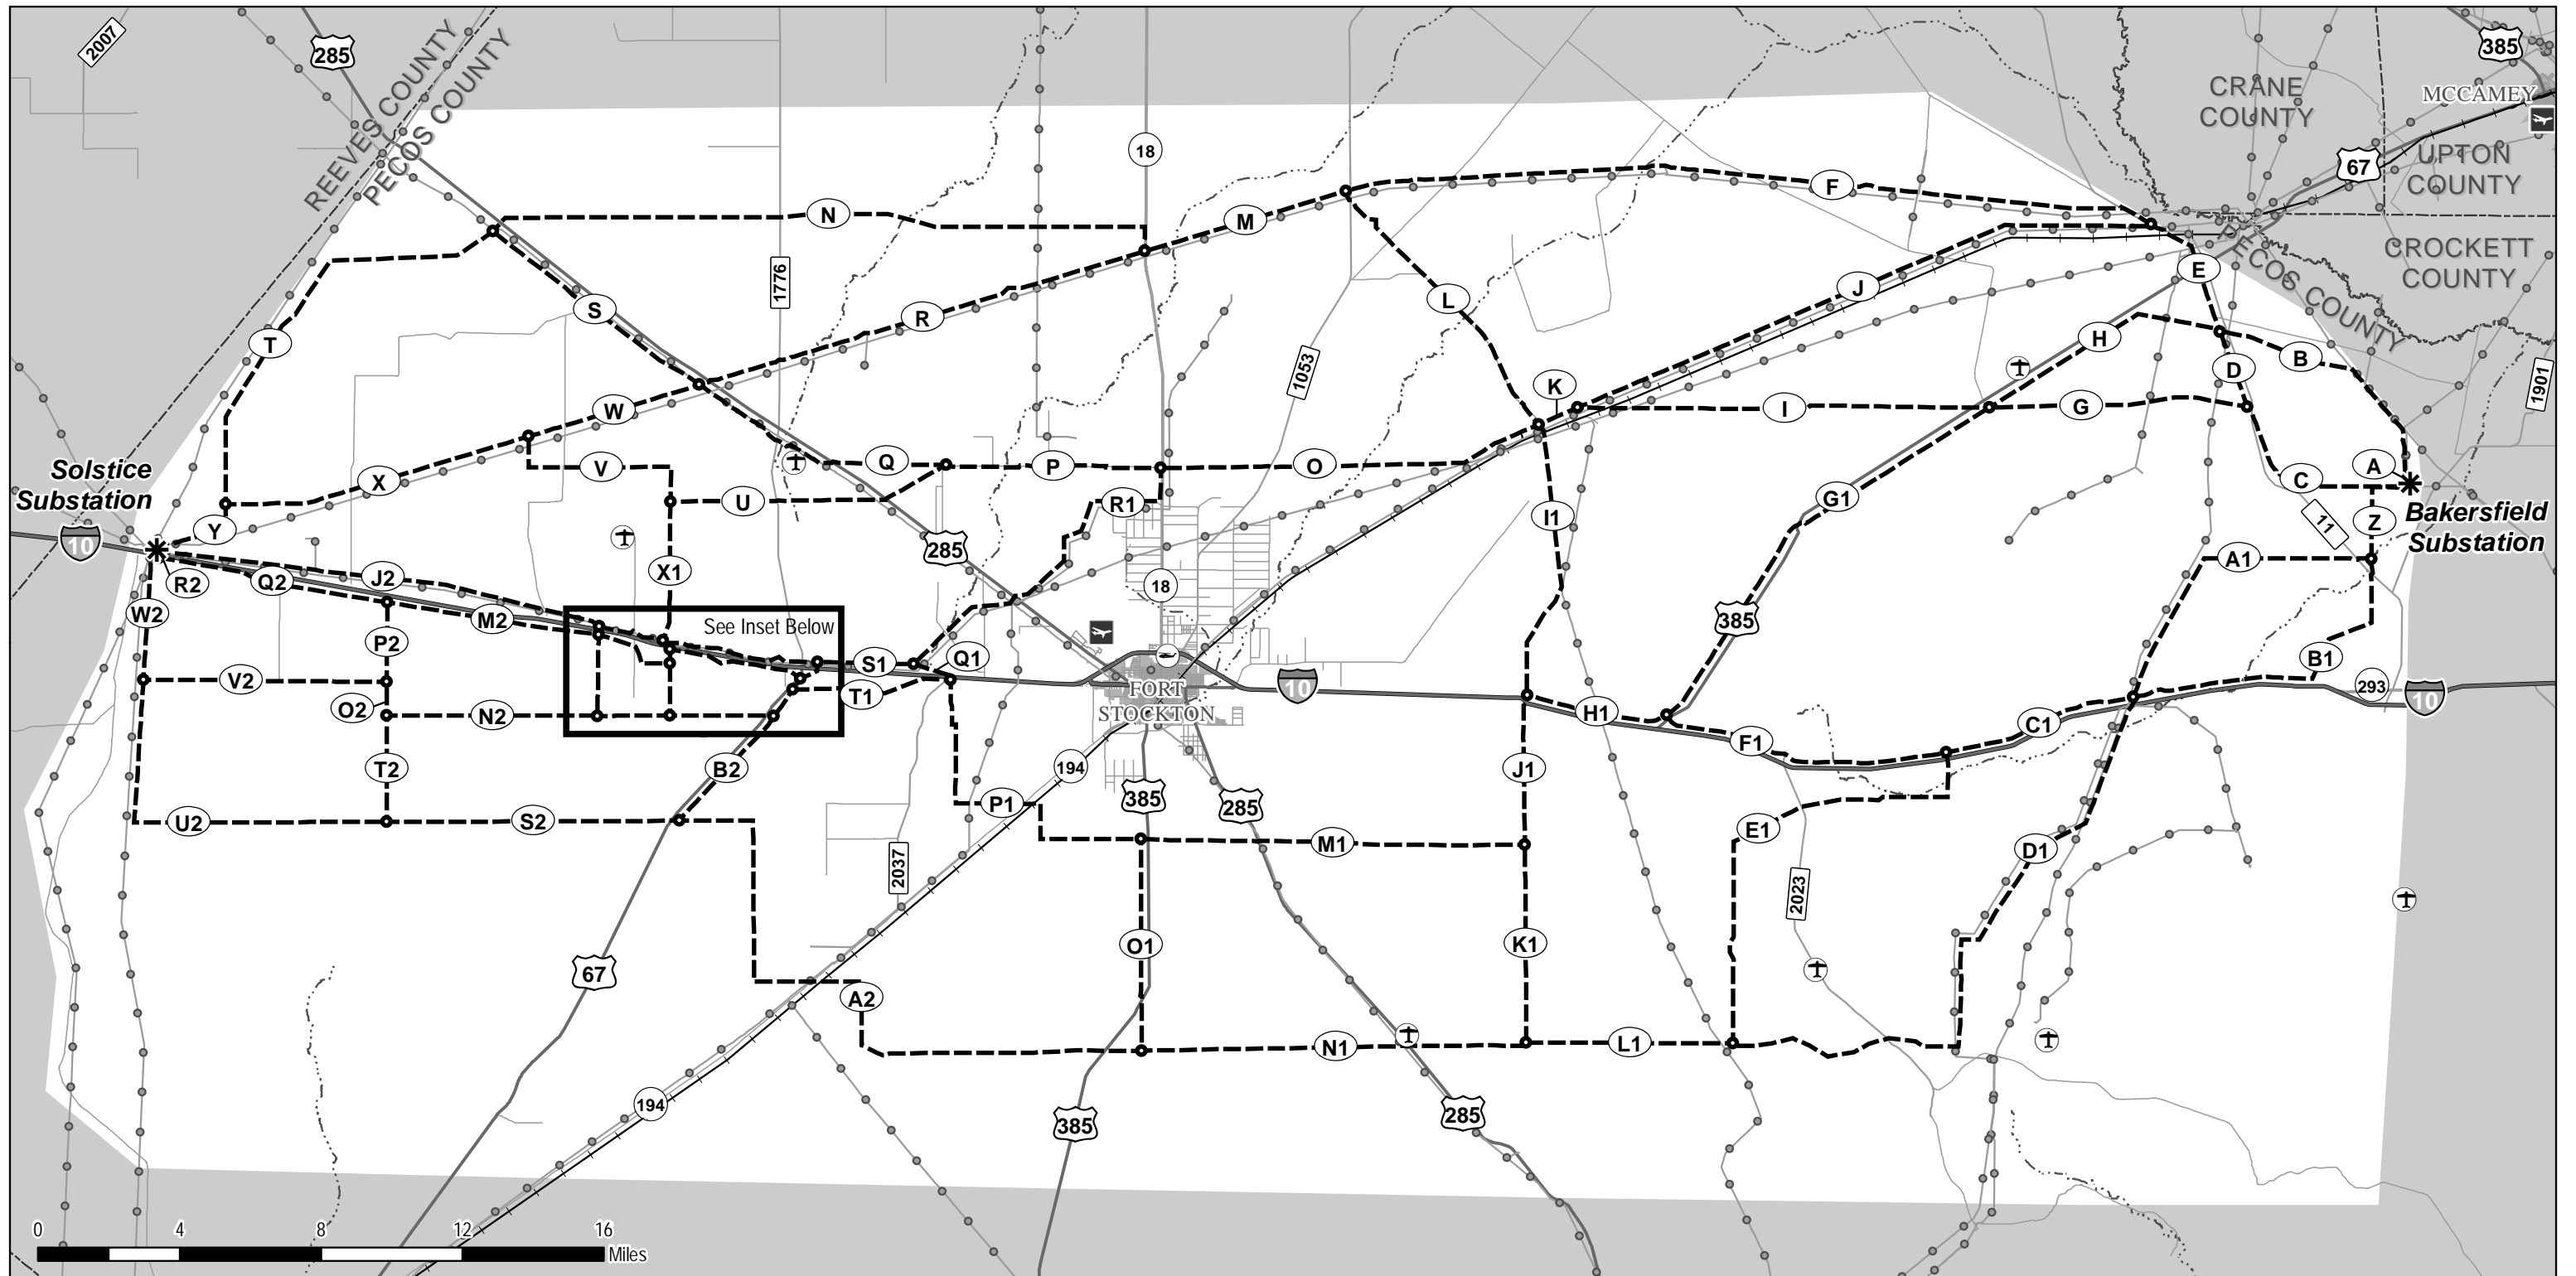 2007
285
REEVES COUNTY
PECOS COUNTY
18
385
MCCAMEY
CRANE
COUNTY
67
UPTON
COUNTY
CROCKETT
COUNTY
PECOS COUNTY
N
M
F
1776
S
R
L
E
J
H
T
1053
B
D
1901
W
K
I
G
Solstice
Substation
X
V
Q
P
O
A
C
U
R1
G1
Y
I1
11
Z
Bakersfield
Substation
10
285
A1
R2
Q2
J2
X1
18
W2
M2
See Inset Below
385
P2
S1
Q1
B1
V2
T1
FORT
STOCKTON
10
293
10
O2
N2
H1
C1
F1
T2
B2
194
J1
385
285
U2
S2
P1
E1
M1
D1
2037
2023
67
O1
K1
A2
N1
L1
194
385
285
0 4 8 12 16
Miles